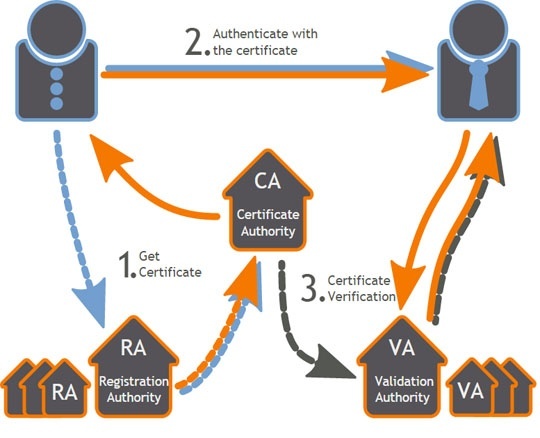 2. Authenticate with
the certificate
CA
Certificate
Authority
1. Get
Certificate
3. Certificate
Verification
RA
RA
Registration
Authority
VA
Validation
Authority
VA